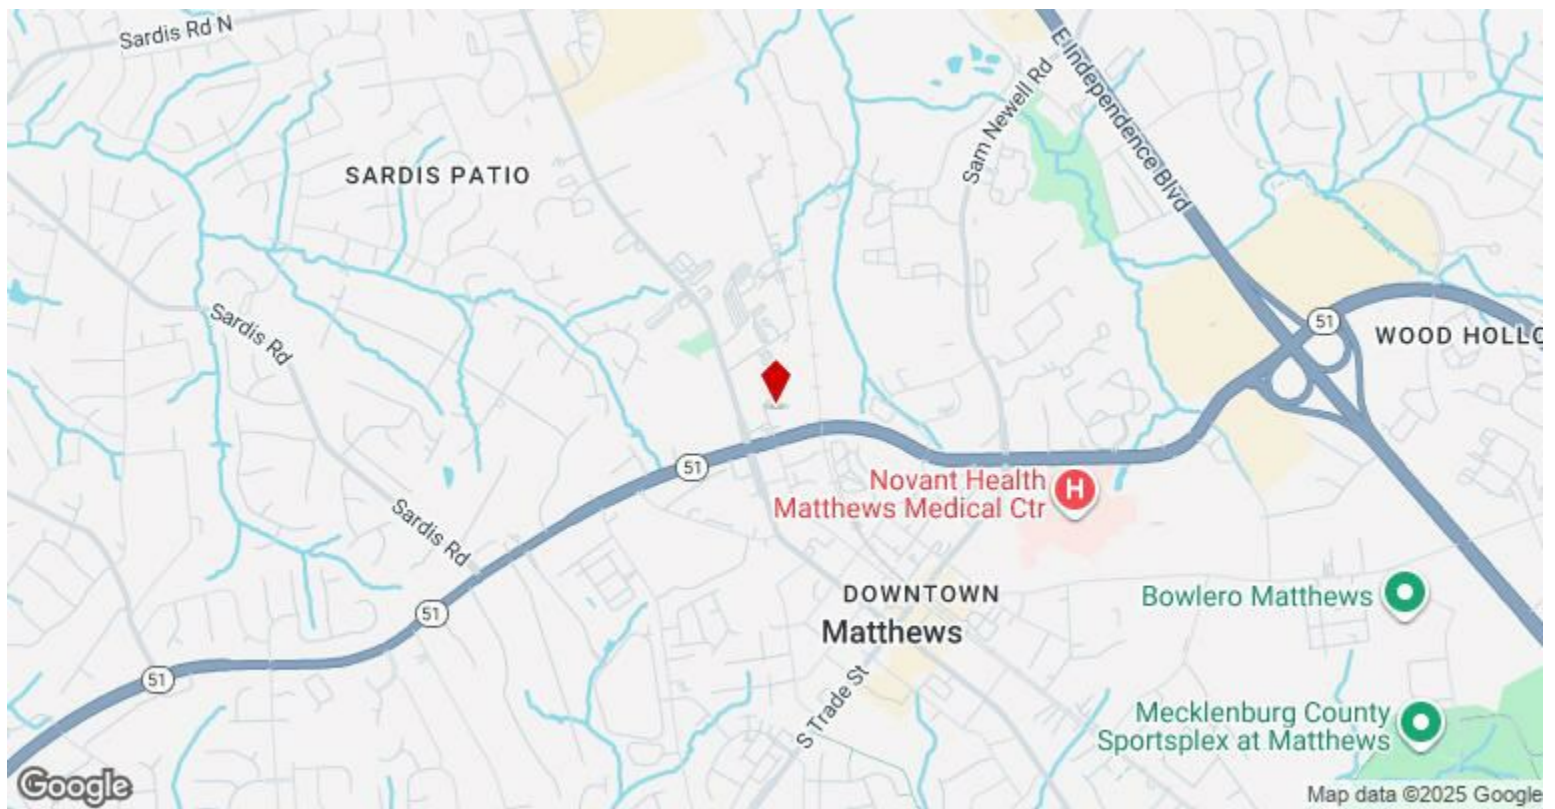 Sardis Rd N
E Independence Blvd
Sam Newell Rd
SARDIS PATIO
51
Sardis Rd
WOOD HOLLO
51
Novant Health
Matthews Medical Ctr
H
Sardis Rd
DOWNTOWN
Matthews
Bowlero Matthews
51
51
S Trade St
Mecklenburg County
Sportsplex at Matthews
Google
Map data ©2025 Google